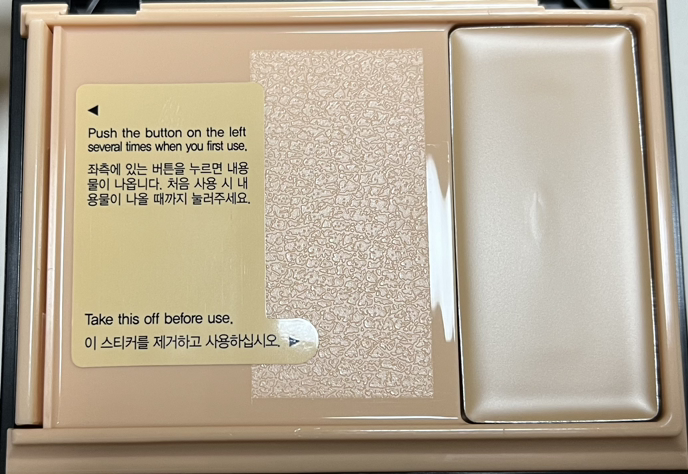 ◀
Push the button on the left
several times when you first use.
좌측에 있는 버튼을 누르면 내용
물이 나옵니다. 처음 사용 시 내
용물이 나올 때까지 눌러주세요.
Take this off before use.
이 스티커를 제거하고 사용하십시오.